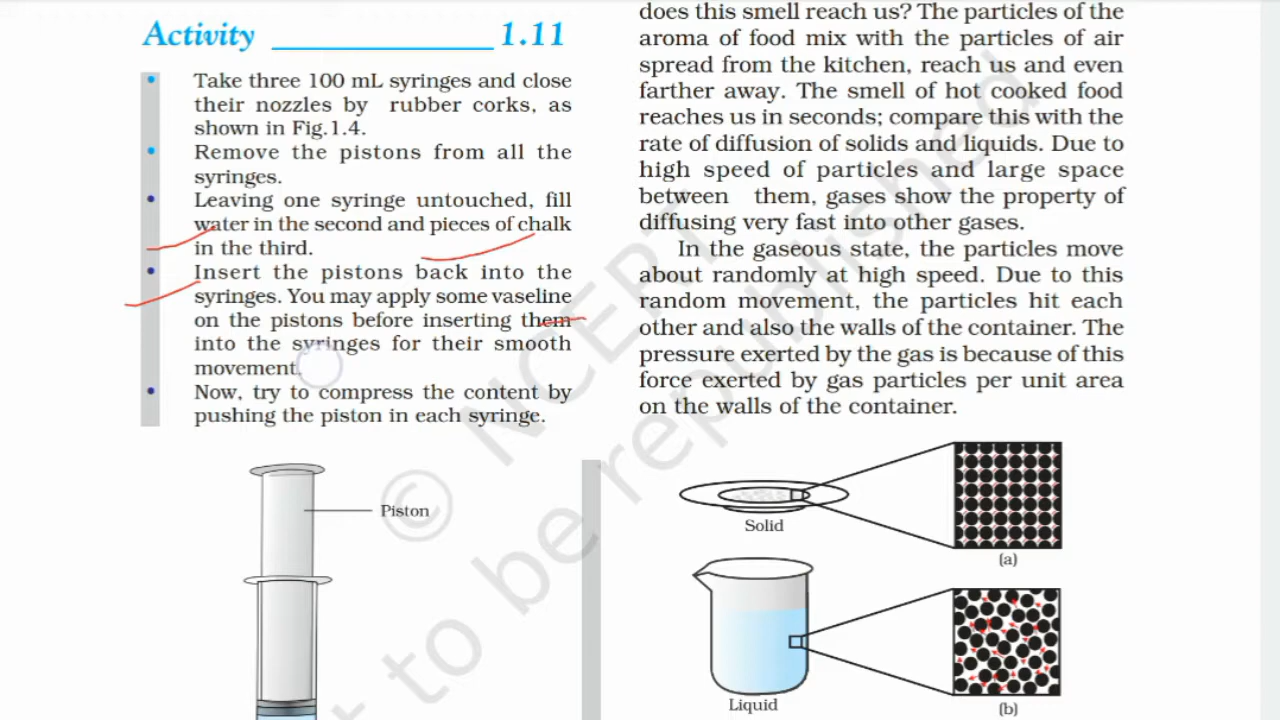 Activity 1.11
• Take three 100 mL syringes and close
their nozzles by rubber corks, as
shown in Fig.1.4.
• Remove the pistons from all the
syringes.
• Leaving one syringe untouched, fill
water in the second and pieces of chalk
in the third.
• Insert the pistons back into the
syringes. You may apply some vaseline
on the pistons before inserting them
into the syringes for their smooth
movement.
• Now, try to compress the content by
pushing the piston in each syringe.
Piston
does this smell reach us? The particles of the
aroma of food mix with the particles of air
spread from the kitchen, reach us and even
farther away. The smell of hot cooked food
reaches us in seconds; compare this with the
rate of diffusion of solids and liquids. Due to
high speed of particles and large space
between them, gases show the property of
diffusing very fast into other gases.
In the gaseous state, the particles move
about randomly at high speed. Due to this
random movement, the particles hit each
other and also the walls of the container. The
pressure exerted by the gas is because of this
force exerted by gas particles per unit area
on the walls of the container.
Solid
(a)
Liquid
(b)
© NCERT
to be republished